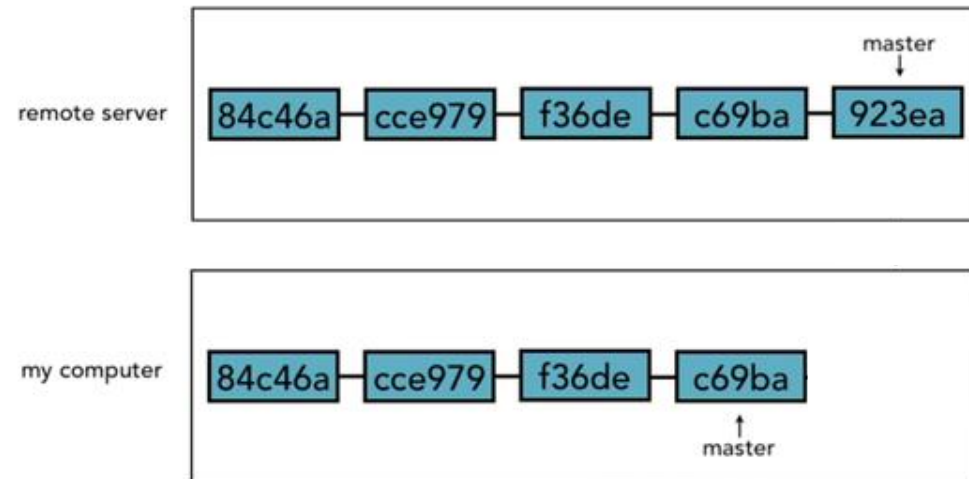 master
remote server
84c46a cce979 f36de c69ba 923ea
my computer
84c46a cce979 f36de c69ba
master